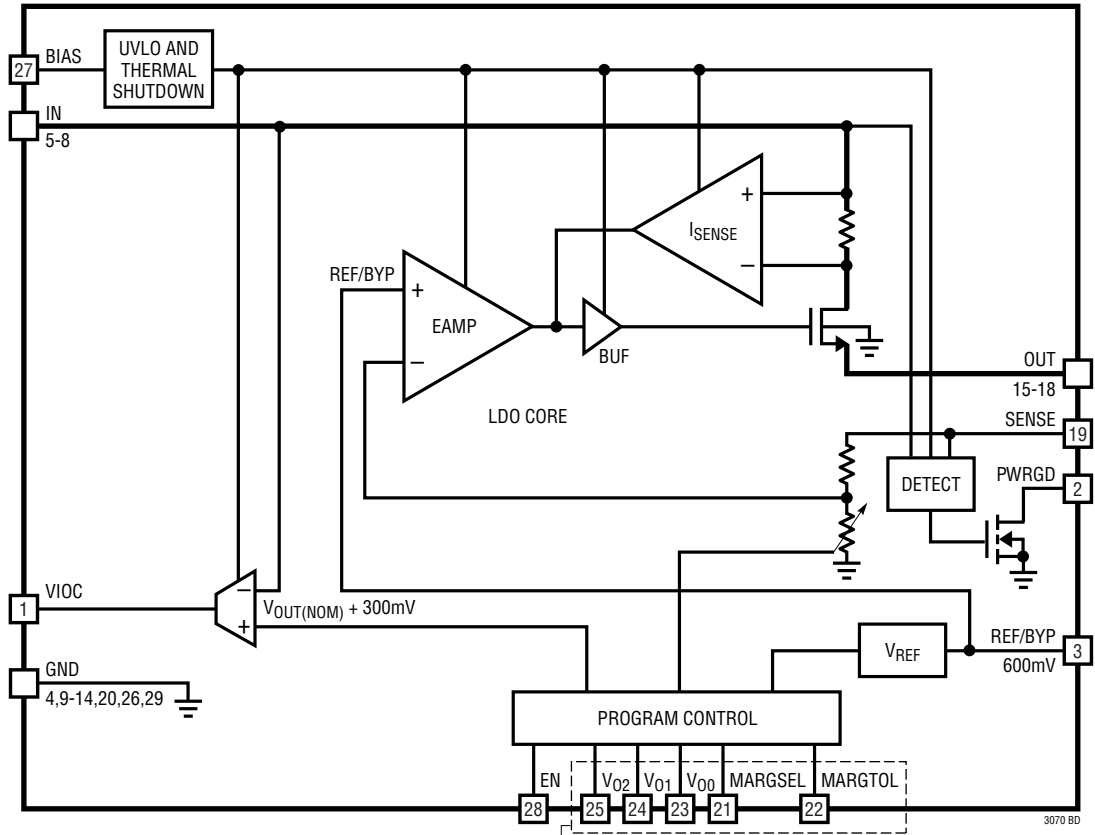 BIAS
27
UVLO AND
THERMAL
SHUTDOWN
IN
5-8
+
ISENSE
–
REF/BYP
+
EAMP
–
BUF
LDO CORE
OUT
15-18
SENSE
19
DETECT
PWRGD
2
VIOC
1
–
VOUT(NOM) + 300mV
+
GND
4,9-14,20,26,29
VREF
REF/BYP
600mV
3
PROGRAM CONTROL
EN
VO2
VO1
VO0
MARGSEL
MARGTOL
28
25
24
23
21
22
3070 BD